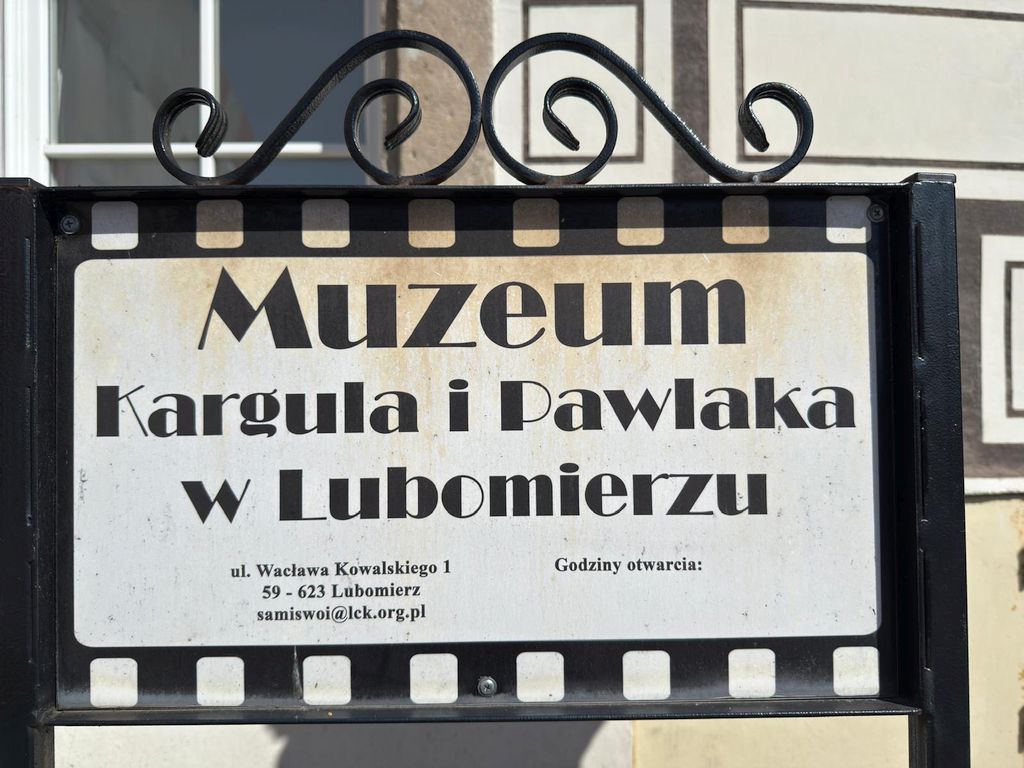 Muzeum
Kargula i Pawlaka
w Lubomierzu
ul. Wacława Kowalskiego 1
59 - 623 Lubomierz
samiswoi@lck.org.pl
Godziny otwarcia: